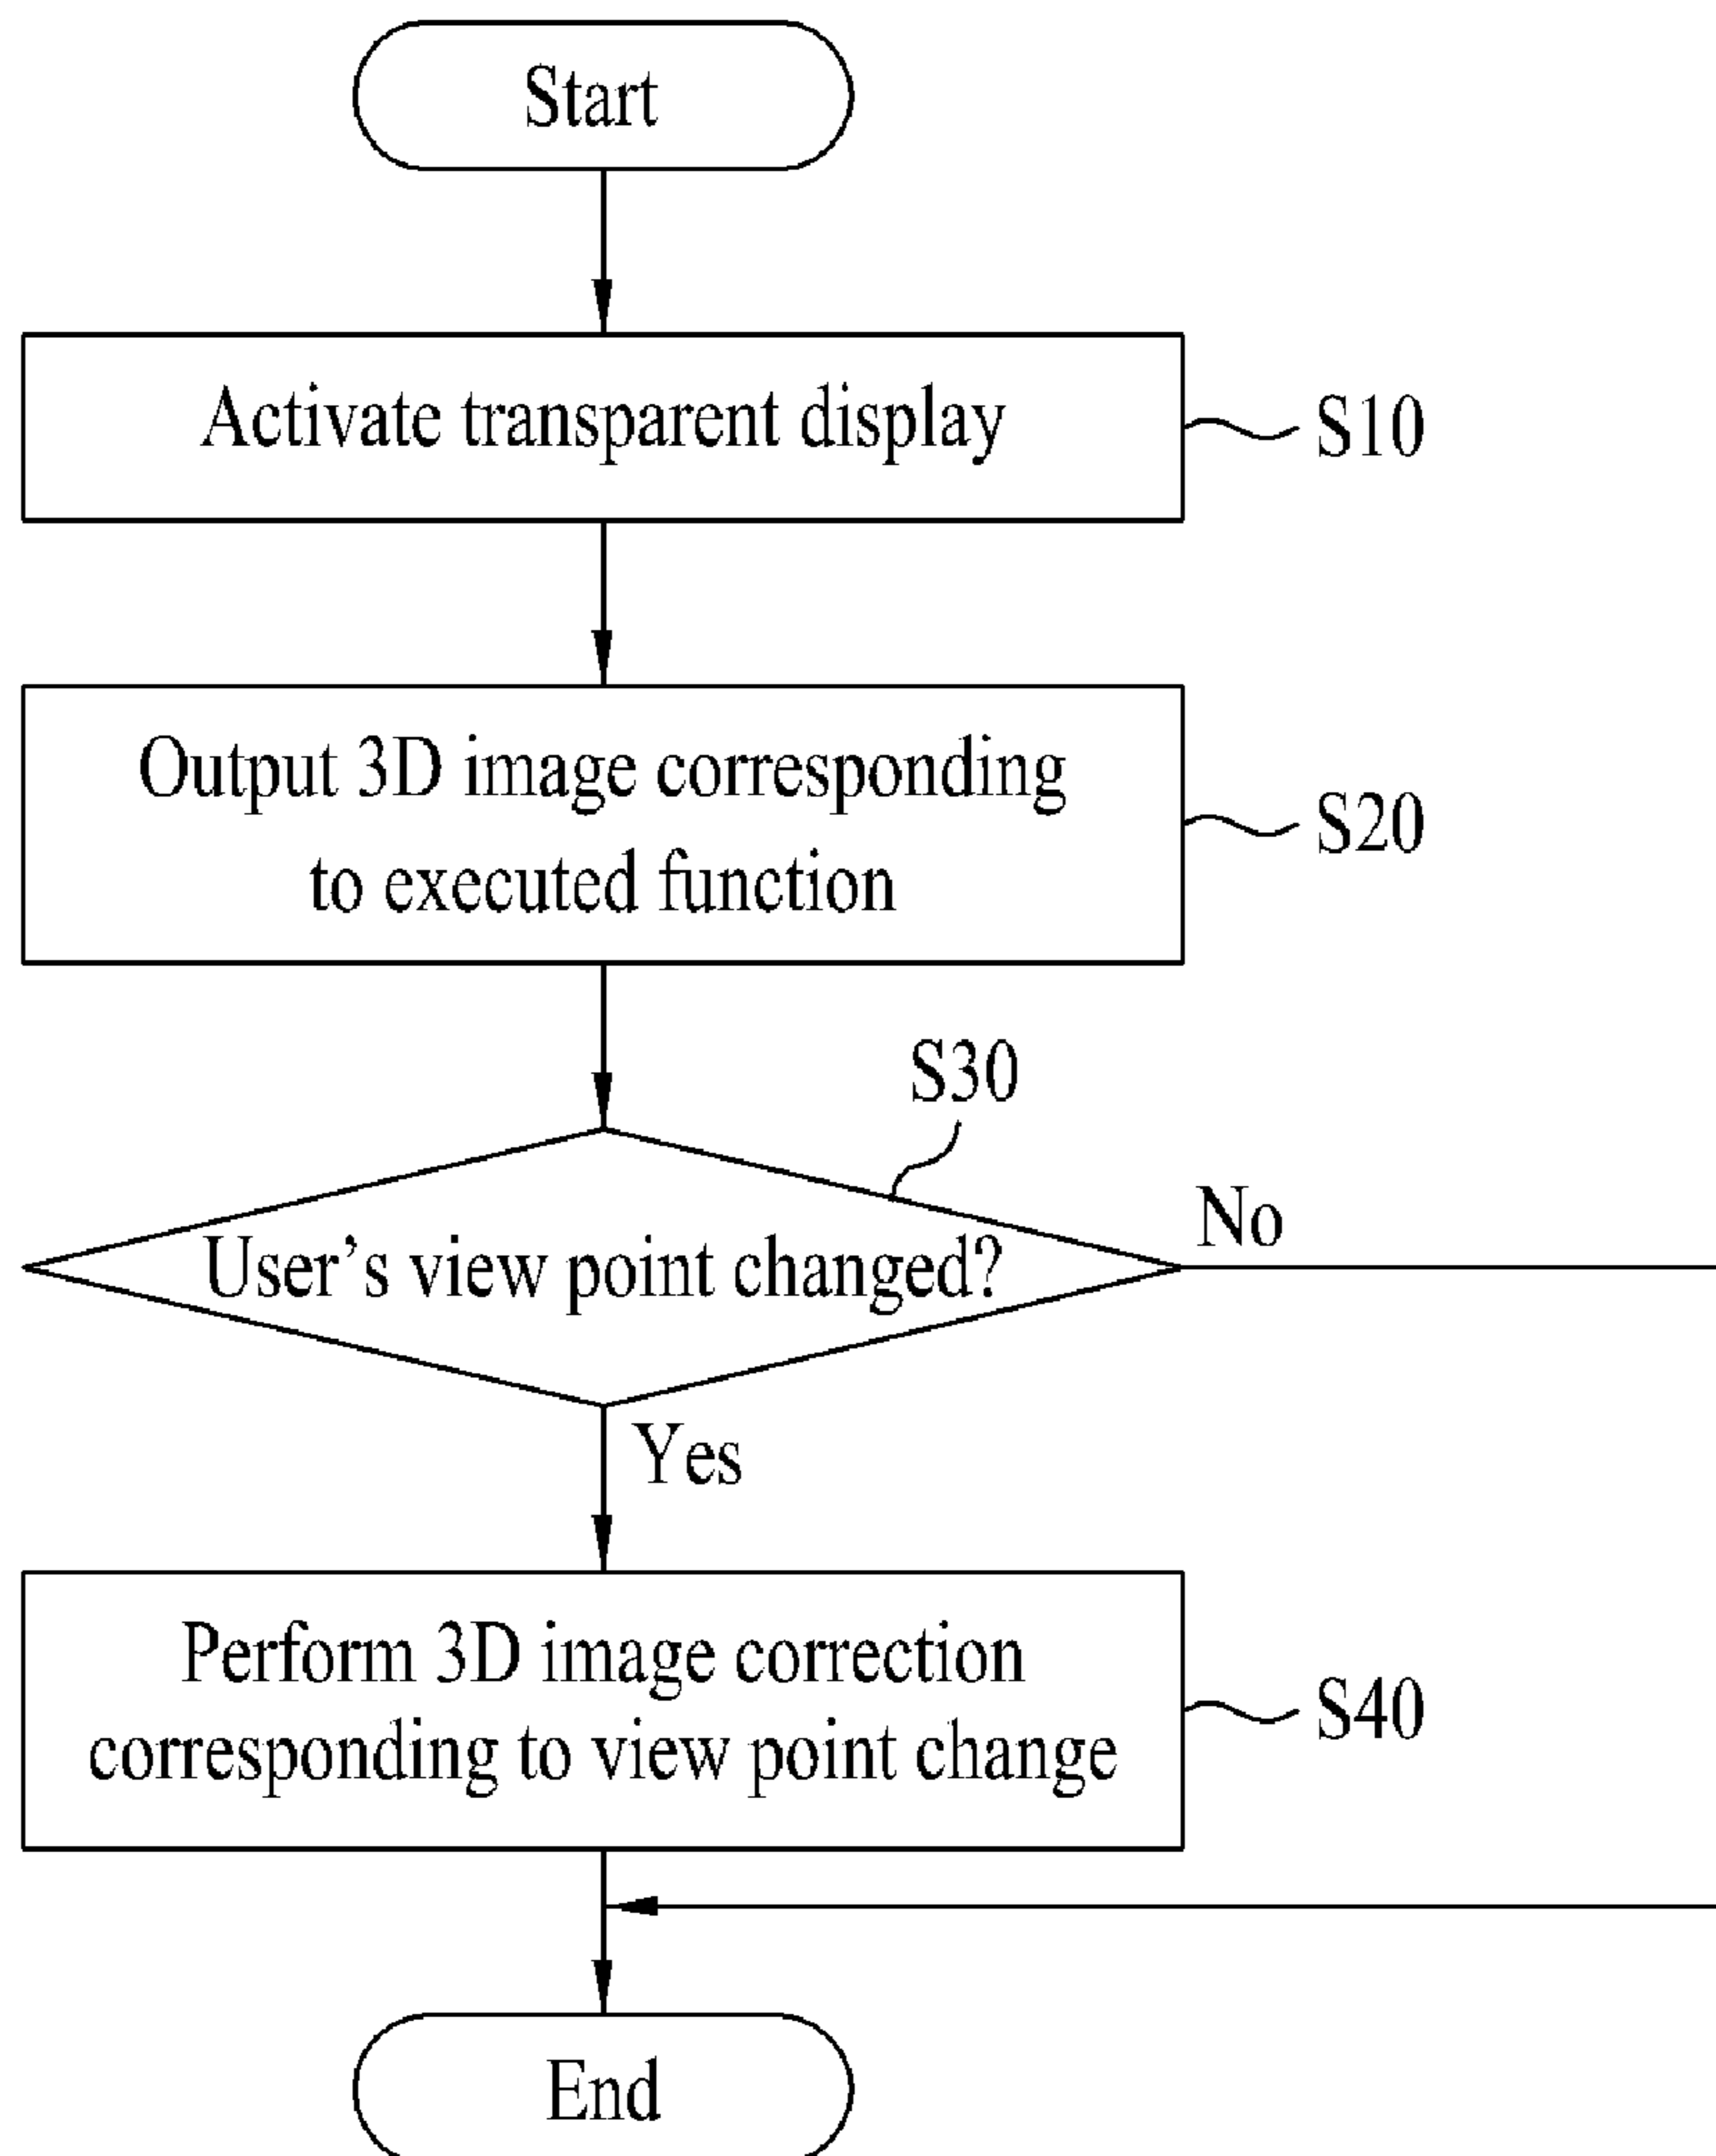 Start
Activate transparent display
S10
Output 3D image corresponding
to executed function
S20
S30
User’s view point changed?
No
Yes
Perform 3D image correction
corresponding to view point change
S40
End